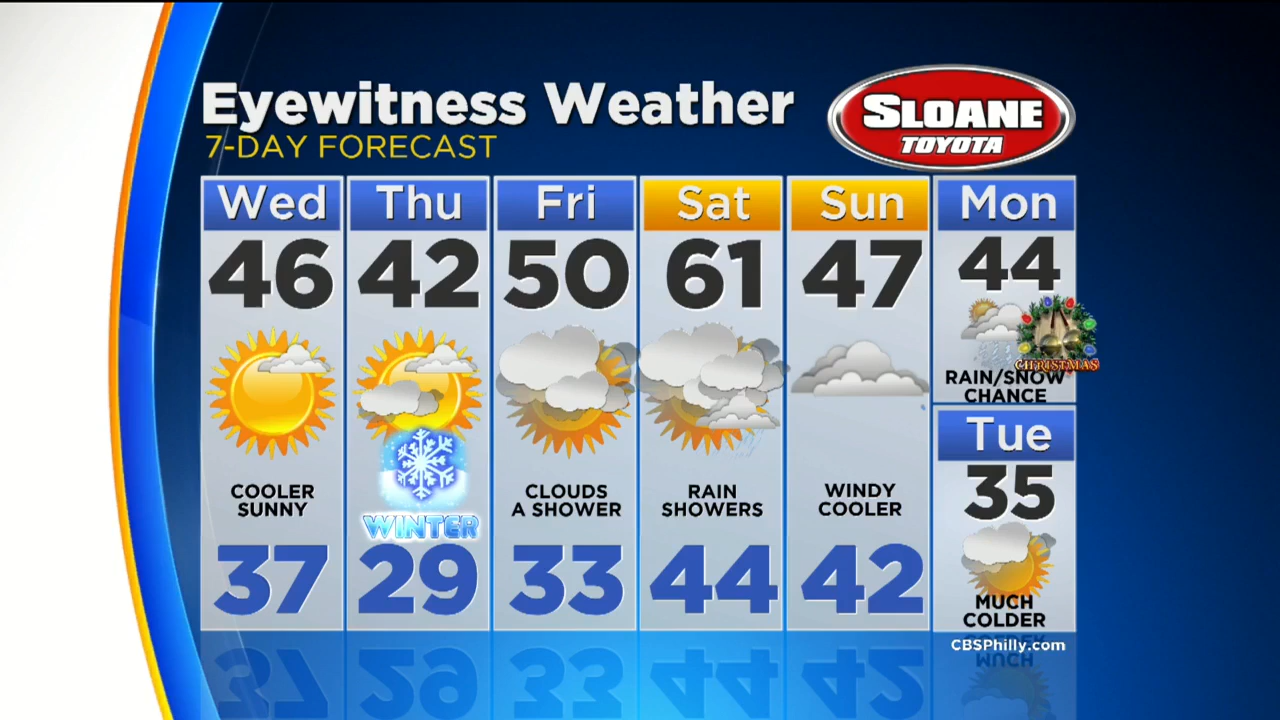 Eyewitness Weather
7-DAY FORECAST
SLOANE
TOYOTA
Wed
46
COOLER
SUNNY
37
Thu
42
WINTER
29
Fri
50
CLOUDS
A SHOWER
33
Sat
61
RAIN
SHOWERS
44
Sun
47
WINDY
COOLER
42
Mon
44
CHRISTMAS
RAIN/SNOW
CHANCE
Tue
35
MUCH
COLDER
CBSPhilly.com